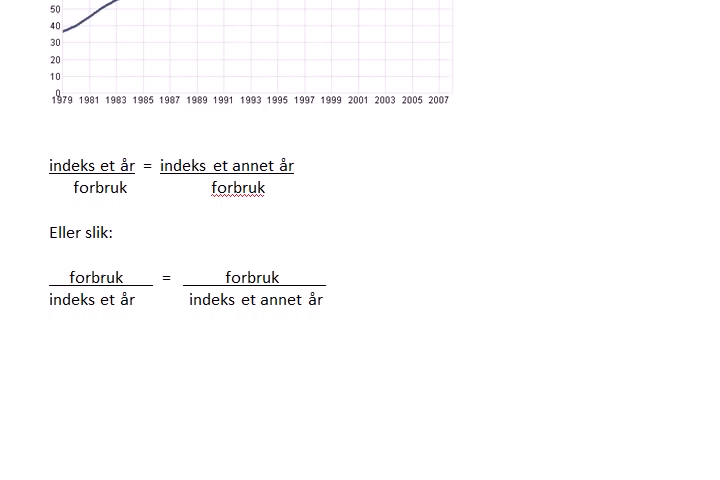 50
40
30
20
10
0
1979 1981 1983 1985 1987 1989 1991 1993 1995 1997 1999 2001 2003 2005 2007
indeks et år = indeks et annet år
forbruk forbruk
Eller slik:
forbruk = forbruk
indeks et år indeks et annet år